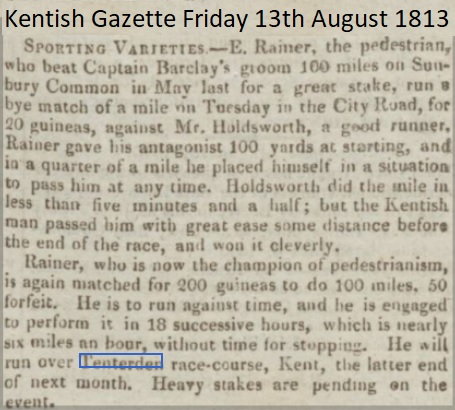 Kentish Gazette Friday 13th August 1813
SPORTING VARIETIES.—E. Rainer, the pedestrian,
who beat Captain Barclay's groom 100 miles on Sun-
bury Common in May last for a great stake, run a
bye match of a mile on Tuesday in the City Road, for
20 guineas, against Mr. Holdsworth, a good runner.
Rainer gave his antagonist 100 yards at starting, and
in a quarter of a mile he placed himself in a situation
to pass him at any time. Holdsworth did the mile in
less than five minutes and a half; but the Kentish
man passed him with great ease some distance before
the end of the race, and won it cleverly.
Rainer, who is now the champion of pedestrianism,
is again matched for 200 guineas to do 100 miles, 50
forfeit. He is to run against time, and he is engaged
to perform it in 18 successive hours, which is nearly
six miles an hour, without time for stopping. He will
run over Tenterden race-course, Kent, the latter end
of next month. Heavy stakes are pending on the
event.